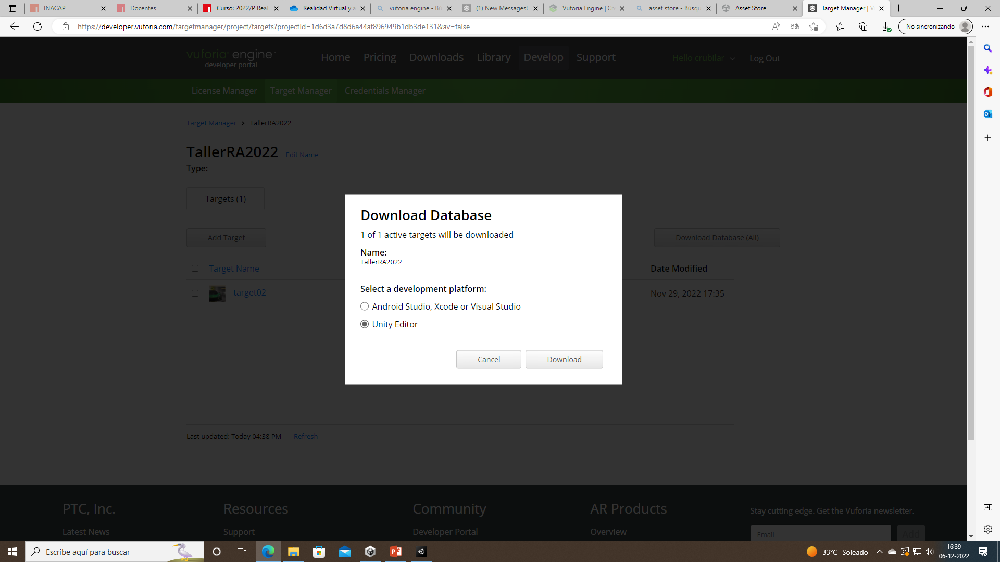 INACAP
Docentes
Curso: 2022/P Real
Realidad Virtual y a
vuforia engine - Bú
(1) New Messages!
Vuforia Engine | Cr
asset store - Búsqu
Asset Store
Target Manager | V
https://developer.vuforia.com/targetmanager/project/targets?projectId=1d6d3a7d8d6a44af896949b1db3de131&av=false
No sincronizando
vuforia engine™
developer portal
Home Pricing Downloads Library Develop Support
Hello crubilar
Log Out
License Manager Target Manager Credentials Manager
Target Manager > TallerRA2022
TallerRA2022 Edit Name
Type:
Targets (1)
Add Target
Download Database (All)
Target Name
Date Modified
target02
Nov 29, 2022 17:35
Download Database
1 of 1 active targets will be downloaded
Name:
TallerRA2022
Select a development platform:
Android Studio, Xcode or Visual Studio
Unity Editor
Cancel Download
Last updated: Today 04:38 PM Refresh
PTC, Inc. Resources Community AR Products
Stay cutting edge. Get the Vuforia newsletter.
Latest News Support Developer Portal Overview
Email Add
Escribe aquí para buscar
33°C Soleado
16:39
06-12-2022